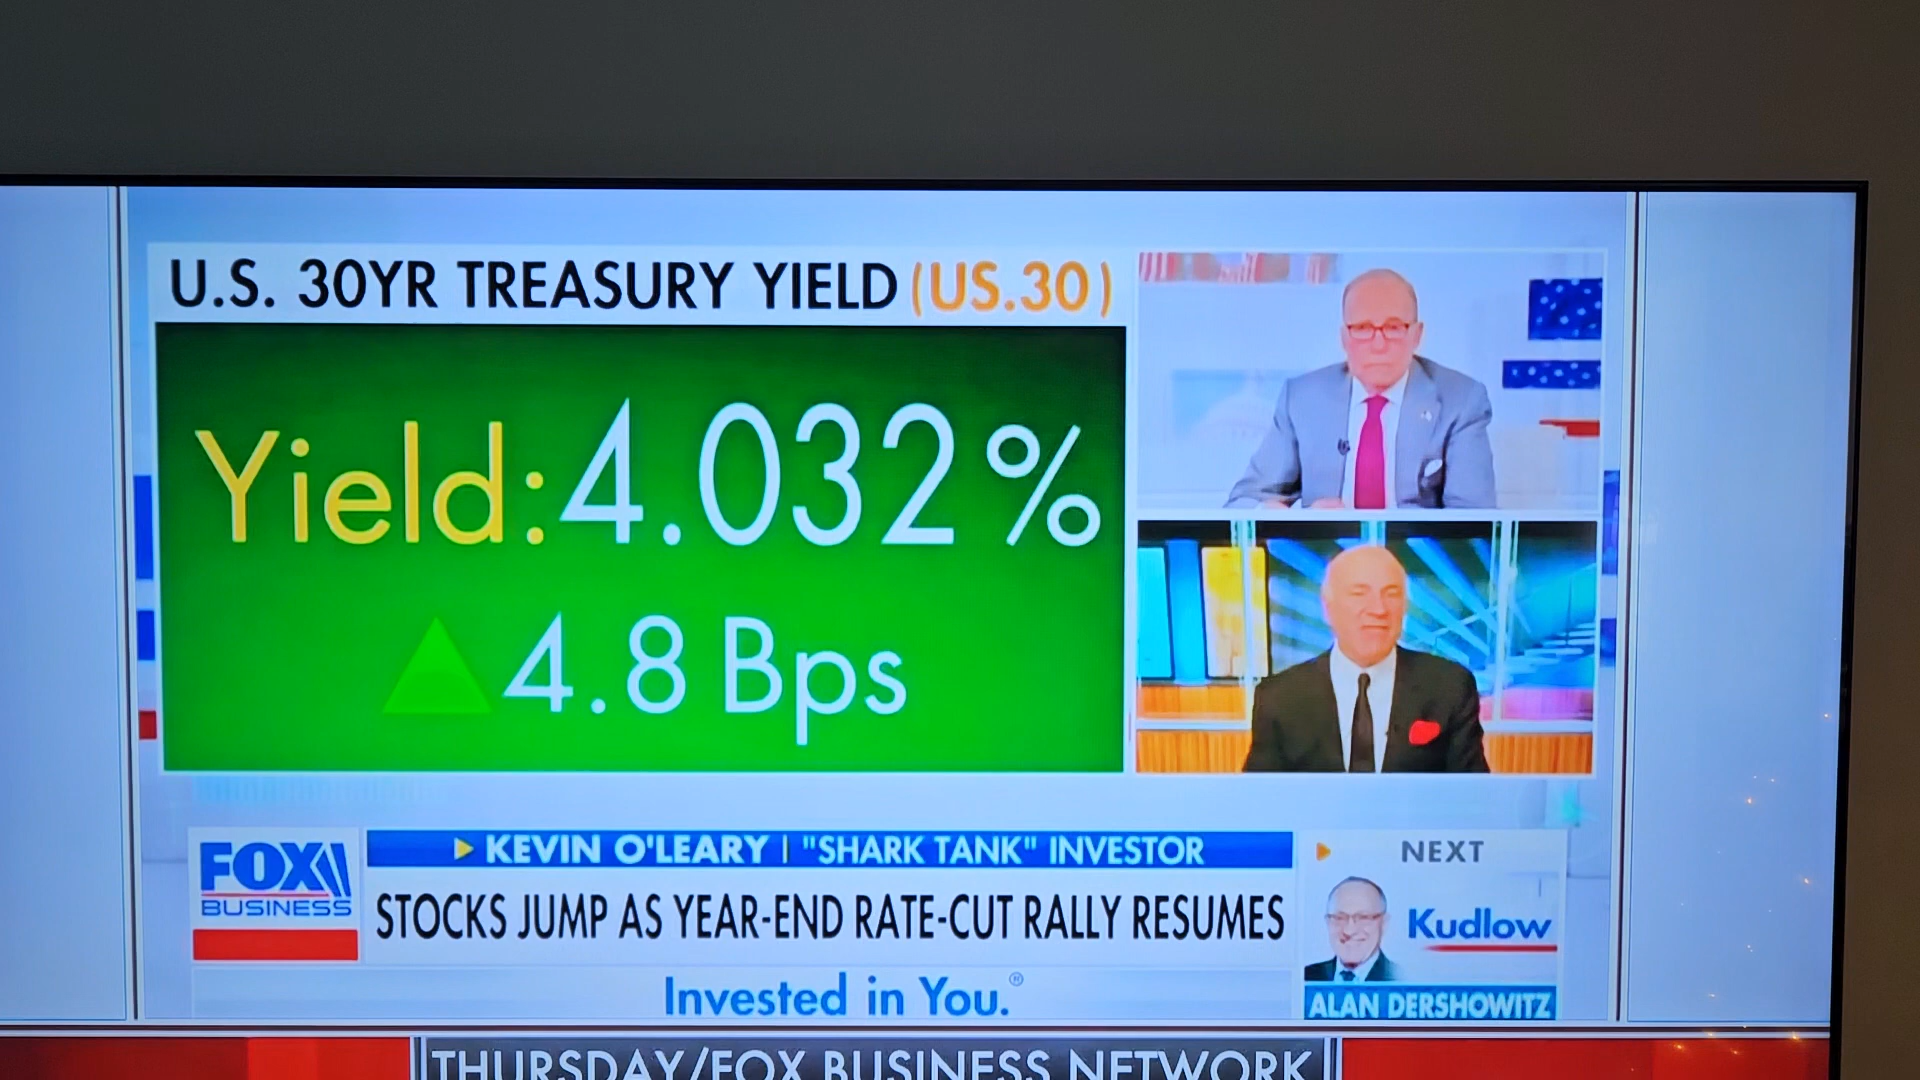 U.S. 30YR TREASURY YIELD (US.30)
Yield: 4.032%
▲ 4.8 Bps
FOX
BUSINESS
KEVIN O'LEARY | "SHARK TANK" INVESTOR
STOCKS JUMP AS YEAR-END RATE-CUT RALLY RESUMES
Invested in You.®
NEXT
Kudlow
ALAN DERSHOWITZ
THURSDAY/FOX BUSINESS NETWORK